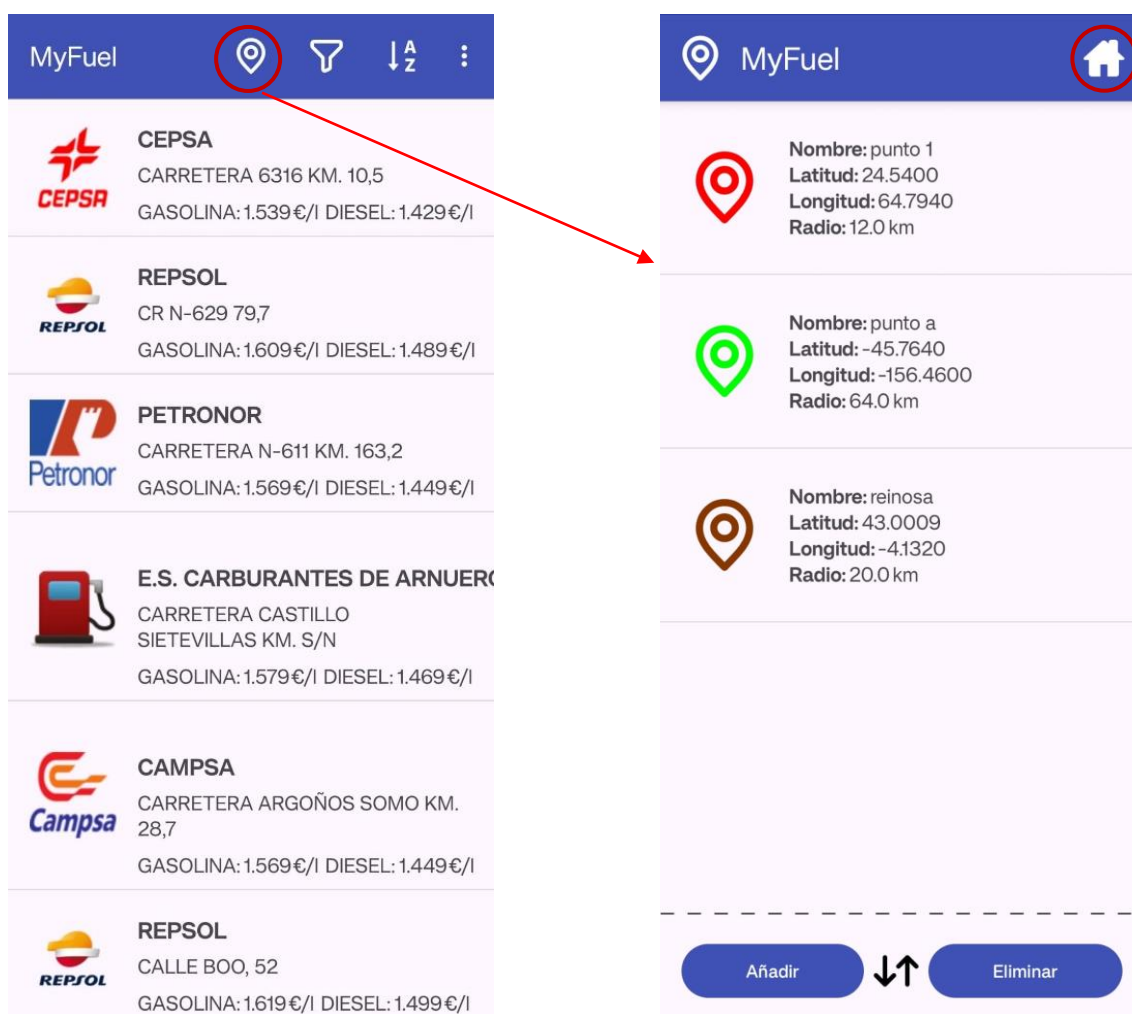 MyFuel
A
Z
CEPSA
CEPSA
CARRETERA 6316 KM. 10,5
GASOLINA: 1.539€/l DIESEL: 1.429€/l
REPSOL
REPSOL
CR N-629 79,7
GASOLINA: 1.609€/l DIESEL: 1.489€/l
Petronor
PETRONOR
CARRETERA N-611 KM. 163,2
GASOLINA: 1.569€/l DIESEL: 1.449€/l
E.S. CARBURANTES DE ARNUERO
CARRETERA CASTILLO
SIETEVILLAS KM. S/N
GASOLINA: 1.579€/l DIESEL: 1.469€/l
Campsa
CAMPSA
CARRETERA ARGOÑOS SOMO KM.
28,7
GASOLINA: 1.569€/l DIESEL: 1.449€/l
REPSOL
REPSOL
CALLE BOO, 52
GASOLINA: 1.619€/l DIESEL: 1.499€/l
MyFuel
Nombre: punto 1
Latitud: 24.5400
Longitud: 64.7940
Radio: 12.0 km
Nombre: punto a
Latitud: -45.7640
Longitud: -156.4600
Radio: 64.0 km
Nombre: reinosa
Latitud: 43.0009
Longitud: -4.1320
Radio: 20.0 km
Añadir
Eliminar